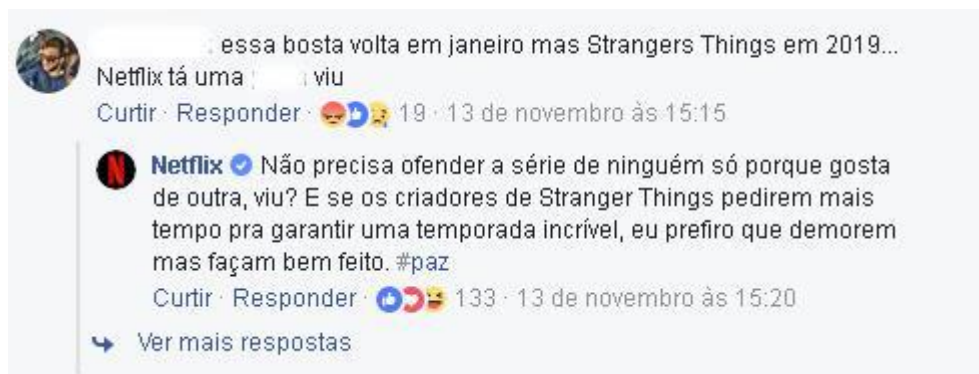 : essa bosta volta em janeiro mas Strangers Things em 2019...
Netflix tá uma viu
Curtir · Responder · 19 · 13 de novembro às 15:15
Netflix Não precisa ofender a série de ninguém só porque gosta
de outra, viu? E se os criadores de Stranger Things pedirem mais
tempo pra garantir uma temporada incrível, eu prefiro que demorem
mas façam bem feito. #paz
Curtir · Responder · 133 · 13 de novembro às 15:20
Ver mais respostas